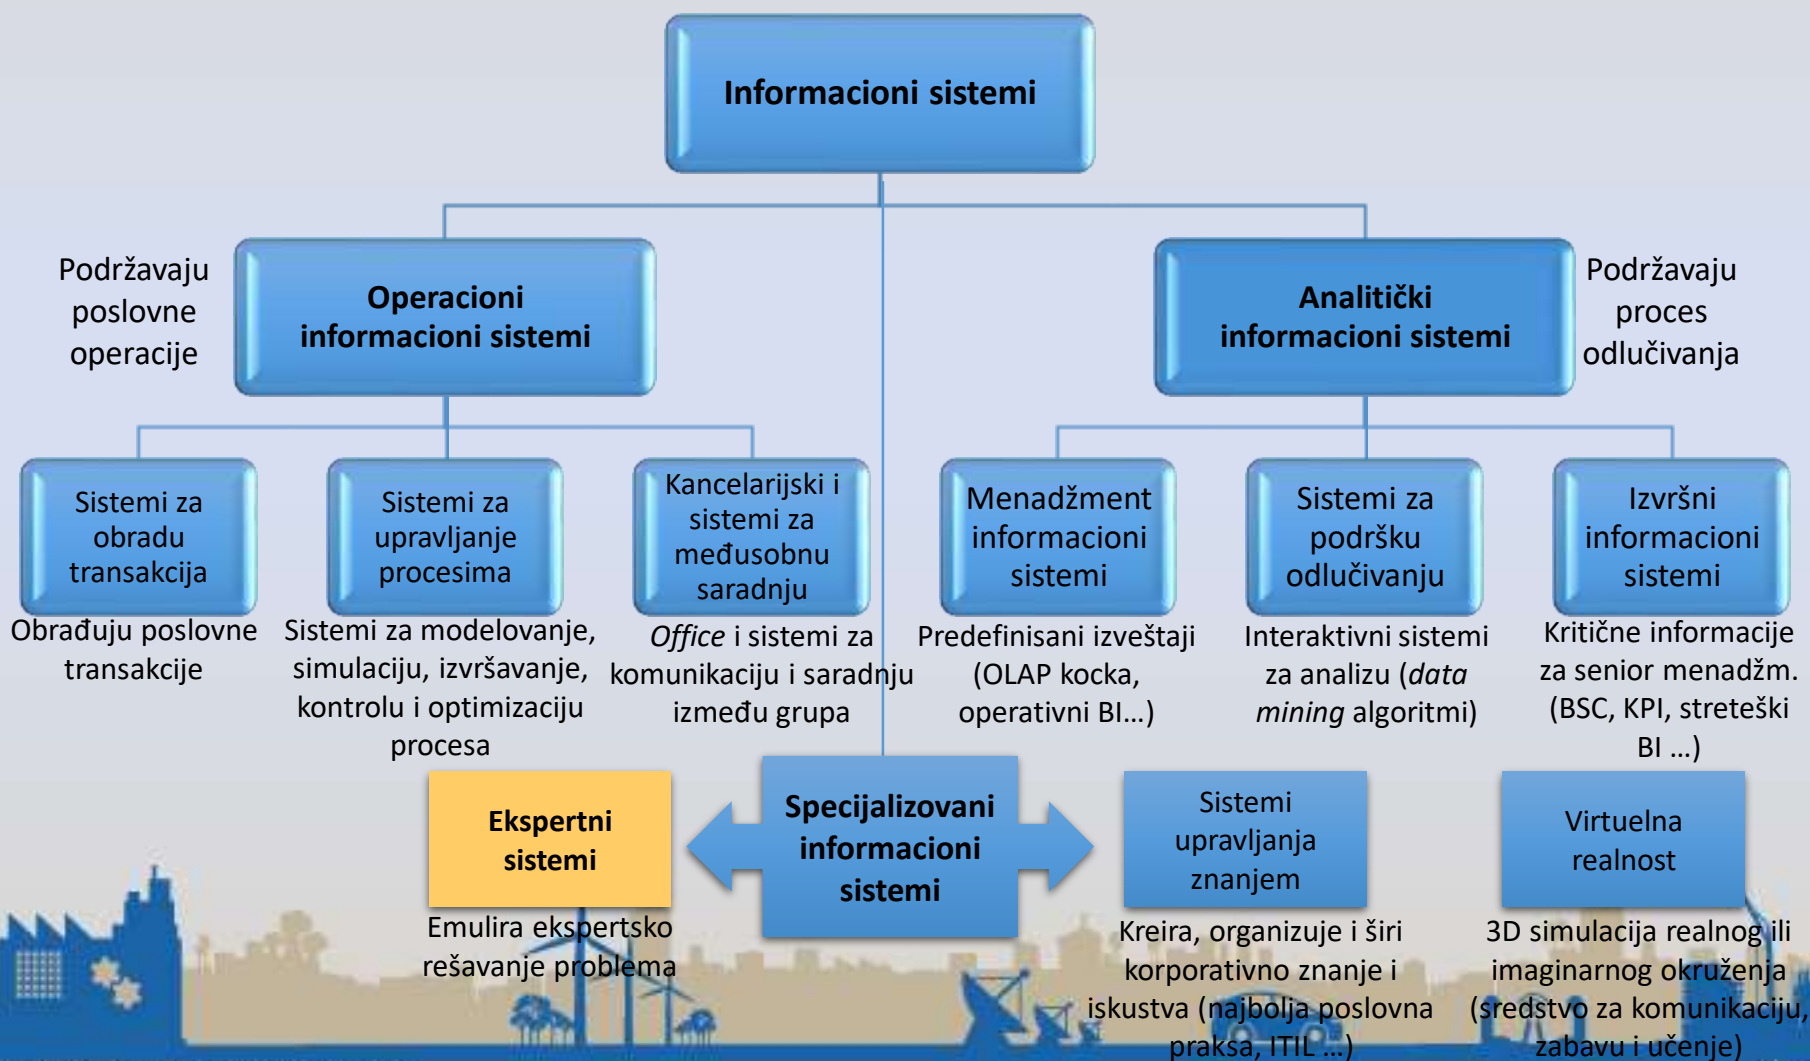 Informacioni sistemi
Podržavaju
poslovne
operacije
Operacioni
informacioni sistemi
Analitički
informacioni sistemi
Podržavaju
proces
odlučivanja
Sistemi za
obradu
transakcija
Sistemi za
upravljanje
procesima
Kancelarijski i
sistemi za
međusobnu
saradnju
Menadžment
informacioni
sistemi
Sistemi za
podršku
odlučivanju
Izvršni
informacioni
sistemi
Obrađuju poslovne
transakcije
Sistemi za modelovanje,
simulaciju, izvršavanje,
kontrolu i optimizaciju
procesa
Office i sistemi za
komunikaciju i saradnju
između grupa
Predefinisani izveštaji
(OLAP kocka,
operativni BI...)
Interaktivni sistemi
za analizu (data
mining algoritmi)
Kritične informacije
za senior menadžm.
(BSC, KPI, streteški
BI ...)
Ekspertni
sistemi
Emulira ekspertsko
rešavanje problema
Specijalizovani
informacioni
sistemi
Sistemi
upravljanja
znanjem
Kreira, organizuje i širi
korporativno znanje i
iskustva (najbolja poslovna
praksa, ITIL ...)
Virtuelna
realnost
3D simulacija realnog ili
imaginarnog okruženja
(sredstvo za komunikaciju,
zabavu i učenje)